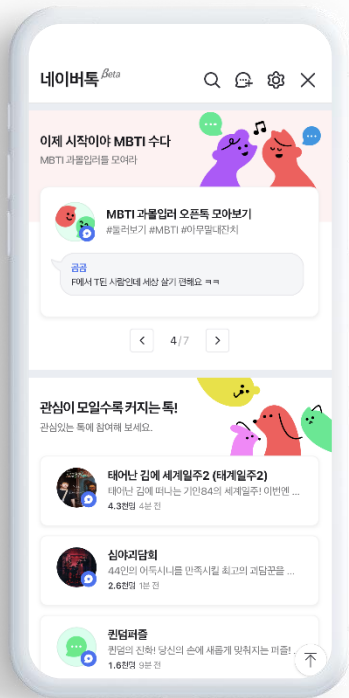 네이버톡 Beta
이제 시작이야 MBTI 수다
MBTI 과몰입러를 모여라
MBTI 과몰입러 오픈톡 모아보기
#둘러보기 #MBTI #아무말대잔치
곰곰
F에서 T된 사람인데 세상 살기 편해요 ㅋㅋ
4/7
관심이 모일수록 커지는 톡!
관심있는 톡에 참여해 보세요.
태어난 김에 세계일주2 (태계일주2)
태어난 김에 떠나는 기안84의 세계일주! 이번엔 ...
4.3천명 4분 전
심야괴담회
44인의 어둑시니를 만족시킬 최고의 괴담꾼을 ...
2.6천명 1분 전
퀸덤퍼즐
퀸덤의 진화! 당신의 손에 새롭게 맞춰지는 퍼즐! ...
1.6천명 9분 전